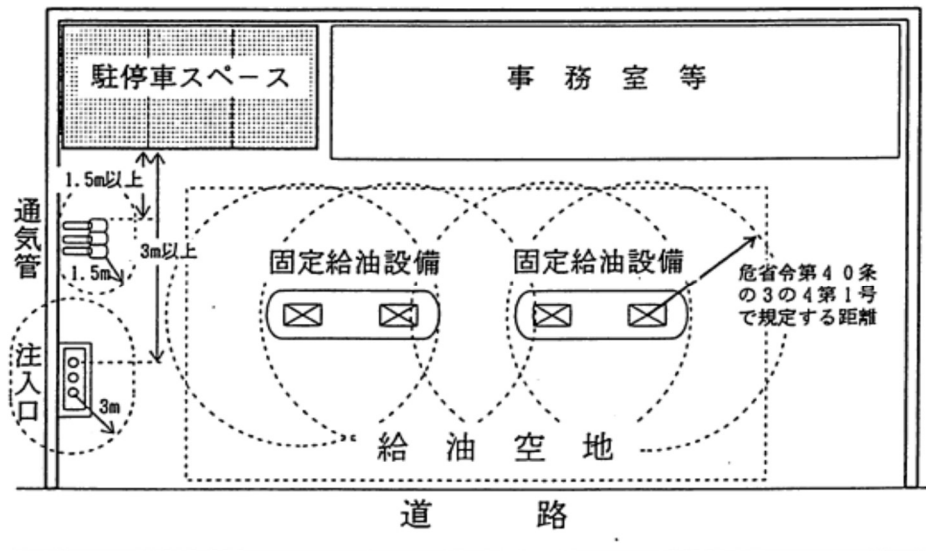 駐停車スペース
事務室等
1.5m以上
通気管
3m以上
1.5m
固定給油設備
固定給油設備
危省令第40条
の3の4第1号
で規定する距離
注入口
3m
給油空地
道路